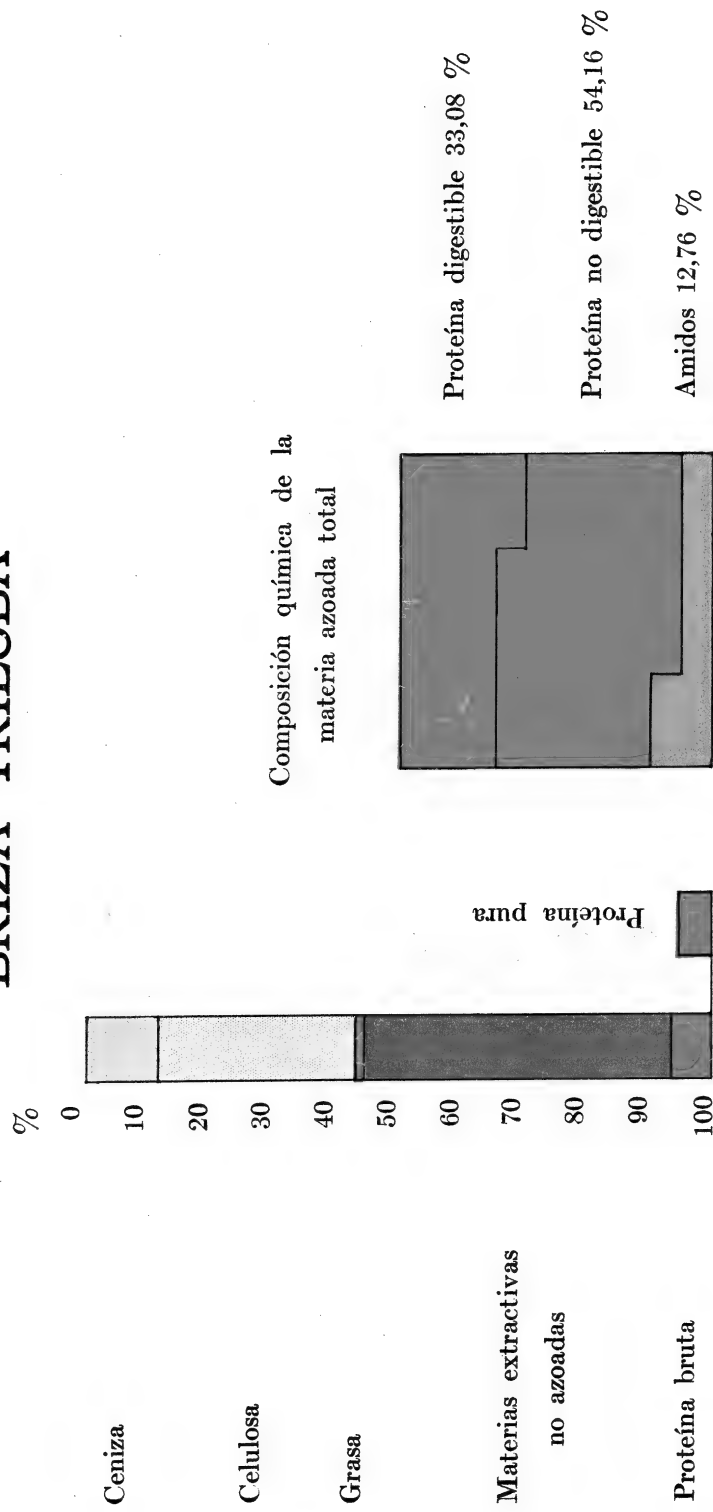 BRIZA TRILOBA
%
0
10
20
30
40
50
60
70
80
90
100
Ceniza
Celulosa
Grasa
Materias extractivas
no azoadas
Proteína bruta
Proteína pura
Composición química de la
materia azoada total
Proteína digestible 33,08 %
Proteína no digestible 54,16 %
Amidos 12,76 %